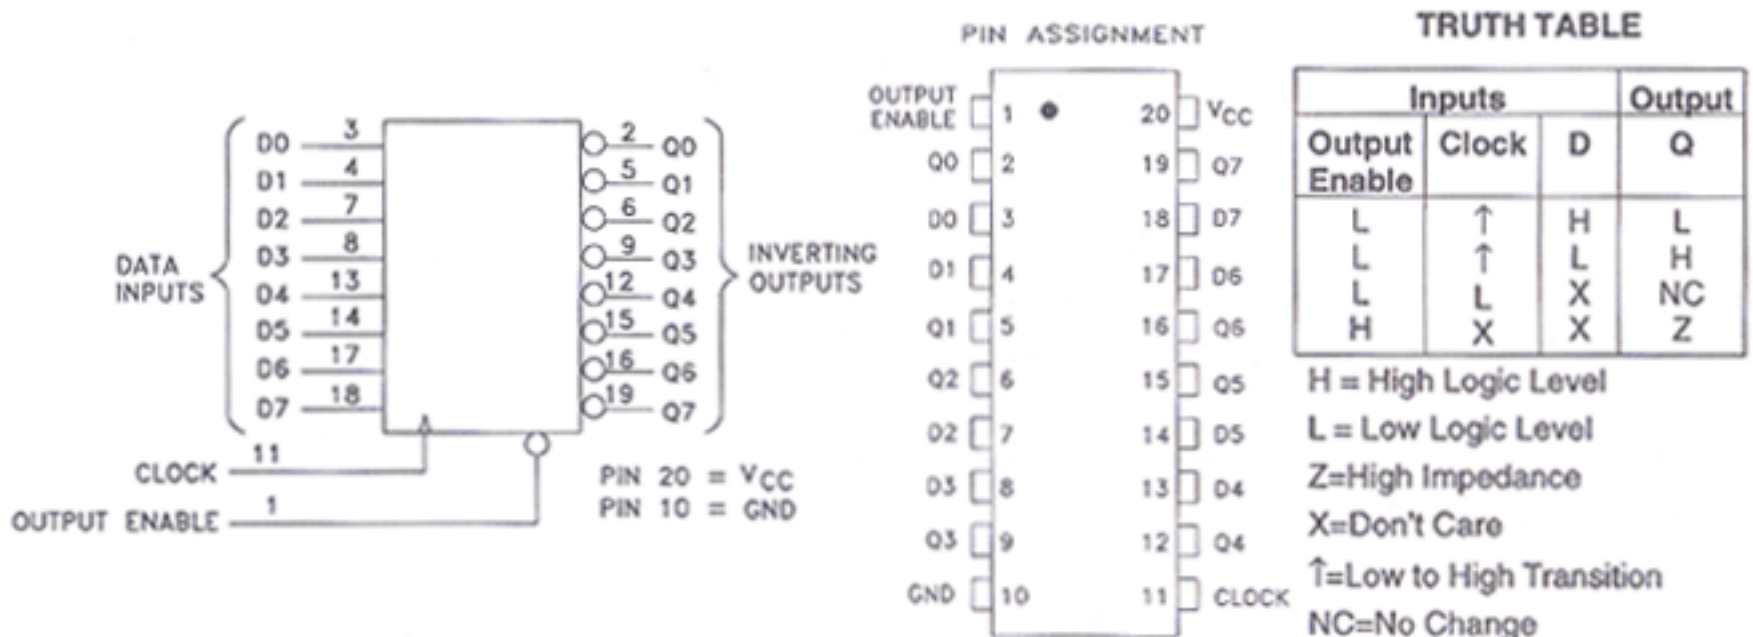 D0 3
D1 4
D2 7
D3 8
D4 13
D5 14
D6 17
D7 18
DATA
INPUTS
2 Q0
5 Q1
6 Q2
9 Q3
12 Q4
15 Q5
16 Q6
19 Q7
INVERTING
OUTPUTS
CLOCK 11
OUTPUT ENABLE 1
PIN 20 = VCC
PIN 10 = GND
PIN ASSIGNMENT
OUTPUT
ENABLE 1 20 VCC
Q0 2 19 Q7
D0 3 18 D7
D1 4 17 D6
Q1 5 16 Q6
Q2 6 15 Q5
D2 7 14 D5
D3 8 13 D4
Q3 9 12 Q4
GND 10 11 CLOCK
TRUTH TABLE
Inputs Output
Output Clock D Q
Enable
L ↑ H L
L ↑ L H
L L X NC
H X X Z
H = High Logic Level
L = Low Logic Level
Z=High Impedance
X=Don't Care
↑=Low to High Transition
NC=No Change